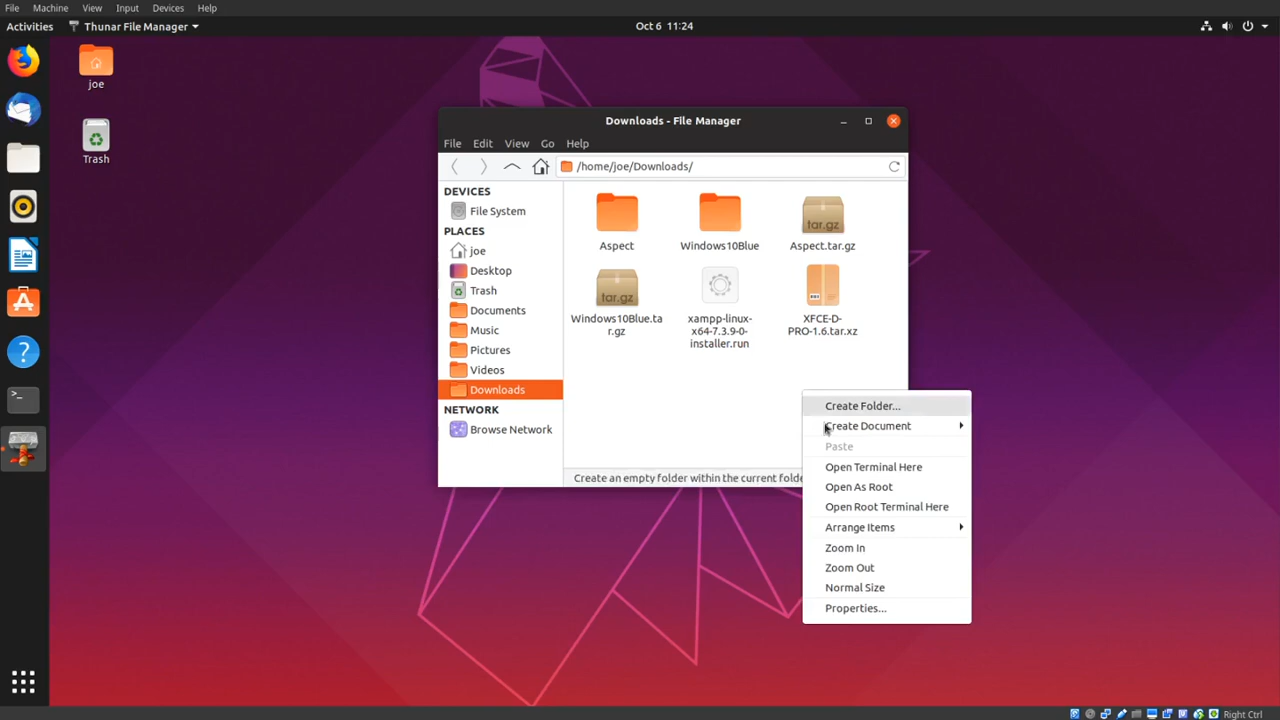 File Machine View Input Devices Help
Activities Thunar File Manager Oct 6 11:24
joe
Trash
Downloads - File Manager
File Edit View Go Help
/home/joe/Downloads/
DEVICES
File System
PLACES
joe
Desktop
Trash
Documents
Music
Pictures
Videos
Downloads
NETWORK
Browse Network
Aspect
Windows10Blue
tar.gz
Aspect.tar.gz
tar.gz
Windows10Blue.ta
r.gz
xampp-linux-
x64-7.3.9-0-
installer.run
XFCE-D-
PRO-1.6.tar.xz
Create an empty folder within the current folde
Create Folder...
Create Document
Paste
Open Terminal Here
Open As Root
Open Root Terminal Here
Arrange Items
Zoom In
Zoom Out
Normal Size
Properties...
Right Ctrl